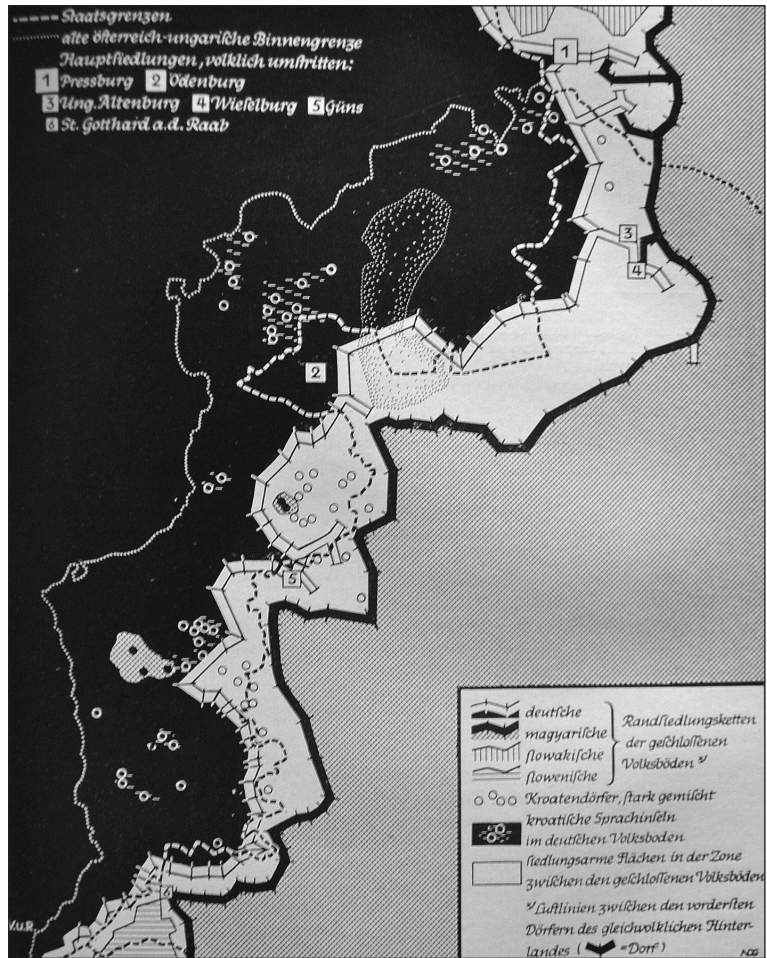 Staatsgrenzen
alte öſterreich-ungariſche Binnengrenze
Hauptſiedlungen, volklich umſtritten:
1 Pressburg 2 Ödenburg
3 Ung. Altenburg 4 Wieſelburg 5 Güns
6 St. Gotthard a.d. Raab
1
3
4
2
5
6
deutſche
magyariſche
ſlowakiſche
ſloweniſche
Randſiedlungsketten
der geſchloſſenen
Volksböden *)
Kroatendörfer, ſtark gemiſcht
kroatiſche Sprachinſeln
im deutſchen Volksboden
ſiedlungsarme Flächen in der Zone
zwiſchen den geſchloſſenen Volksböden
*) Luftlinien zwiſchen den vorderſten
Dörfern des gleichvolklichen Hinter-
landes ( = Dorf )
V.u.R.
NDG